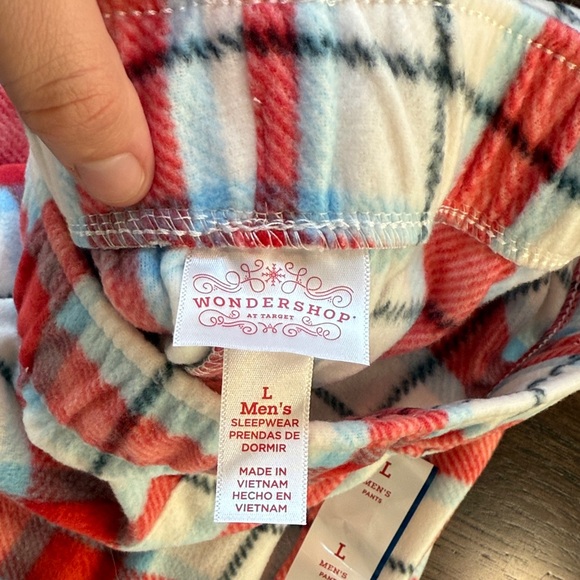 WONDERSHOP
AT TARGET
L
Men's
SLEEPWEAR
PRENDAS DE
DORMIR
MADE IN
VIETNAM
HECHO EN
VIETNAM
L
MEN'S
PANTS
L
MEN'S